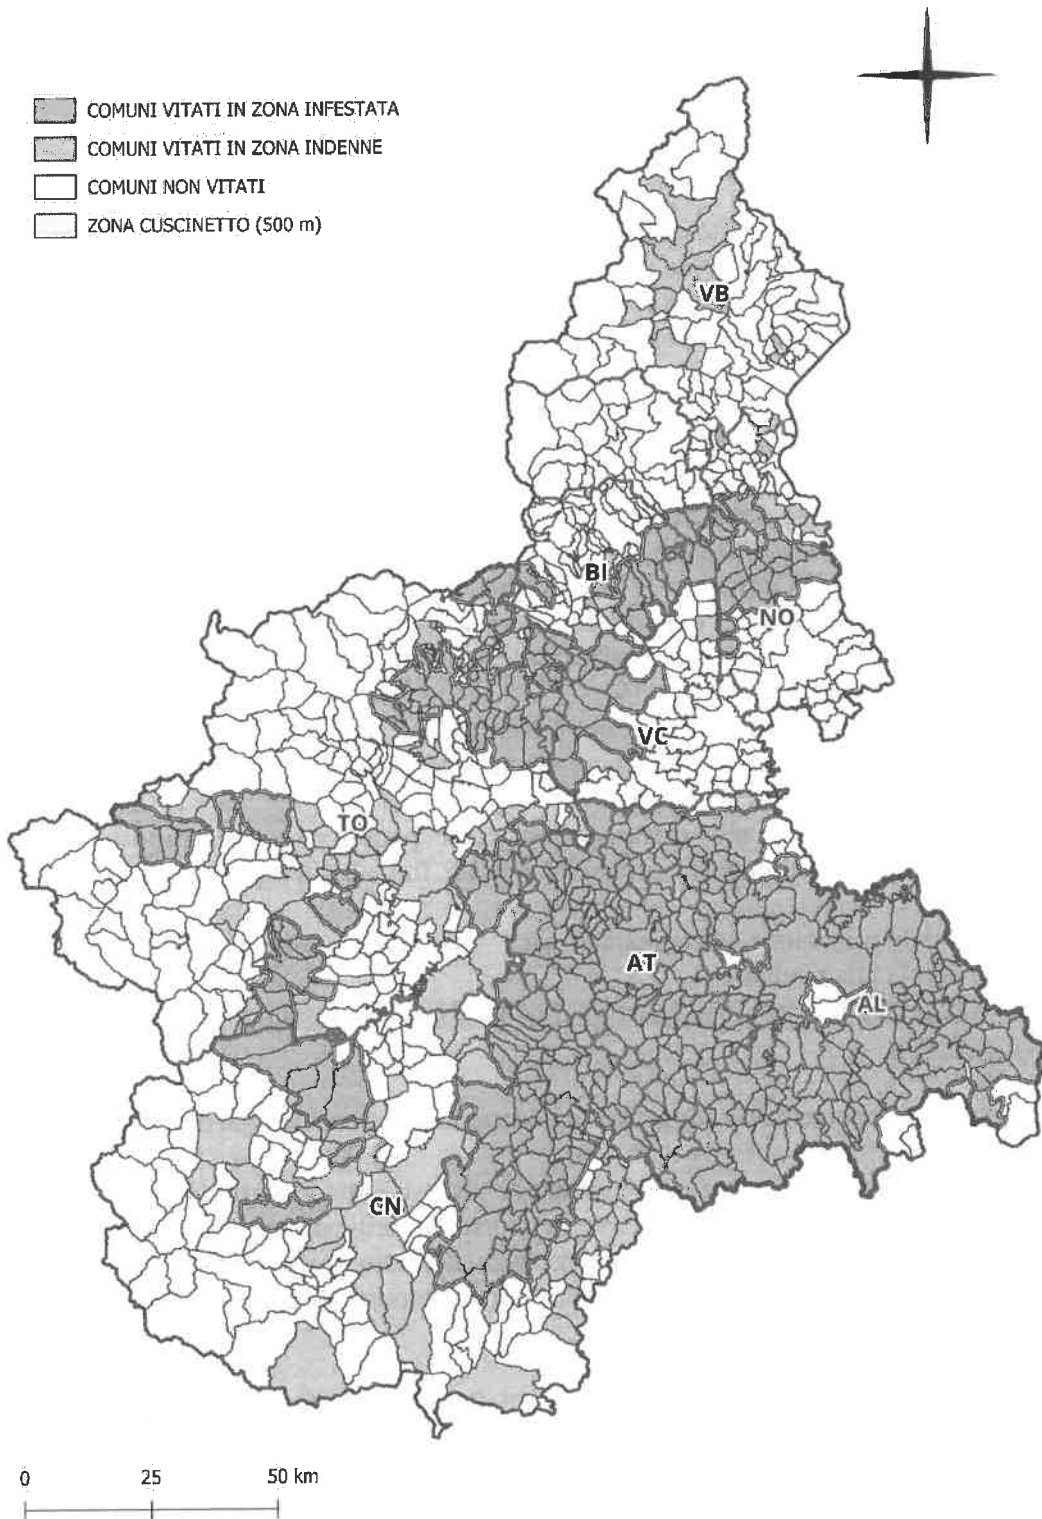 COMUNI VITATI IN ZONA INFESTATA
COMUNI VITATI IN ZONA INDENNE
COMUNI NON VITATI
ZONA CUSCINETTO (500 m)
VB
BI
NO
VC
TO
AT
AL
CN
0 25 50 km